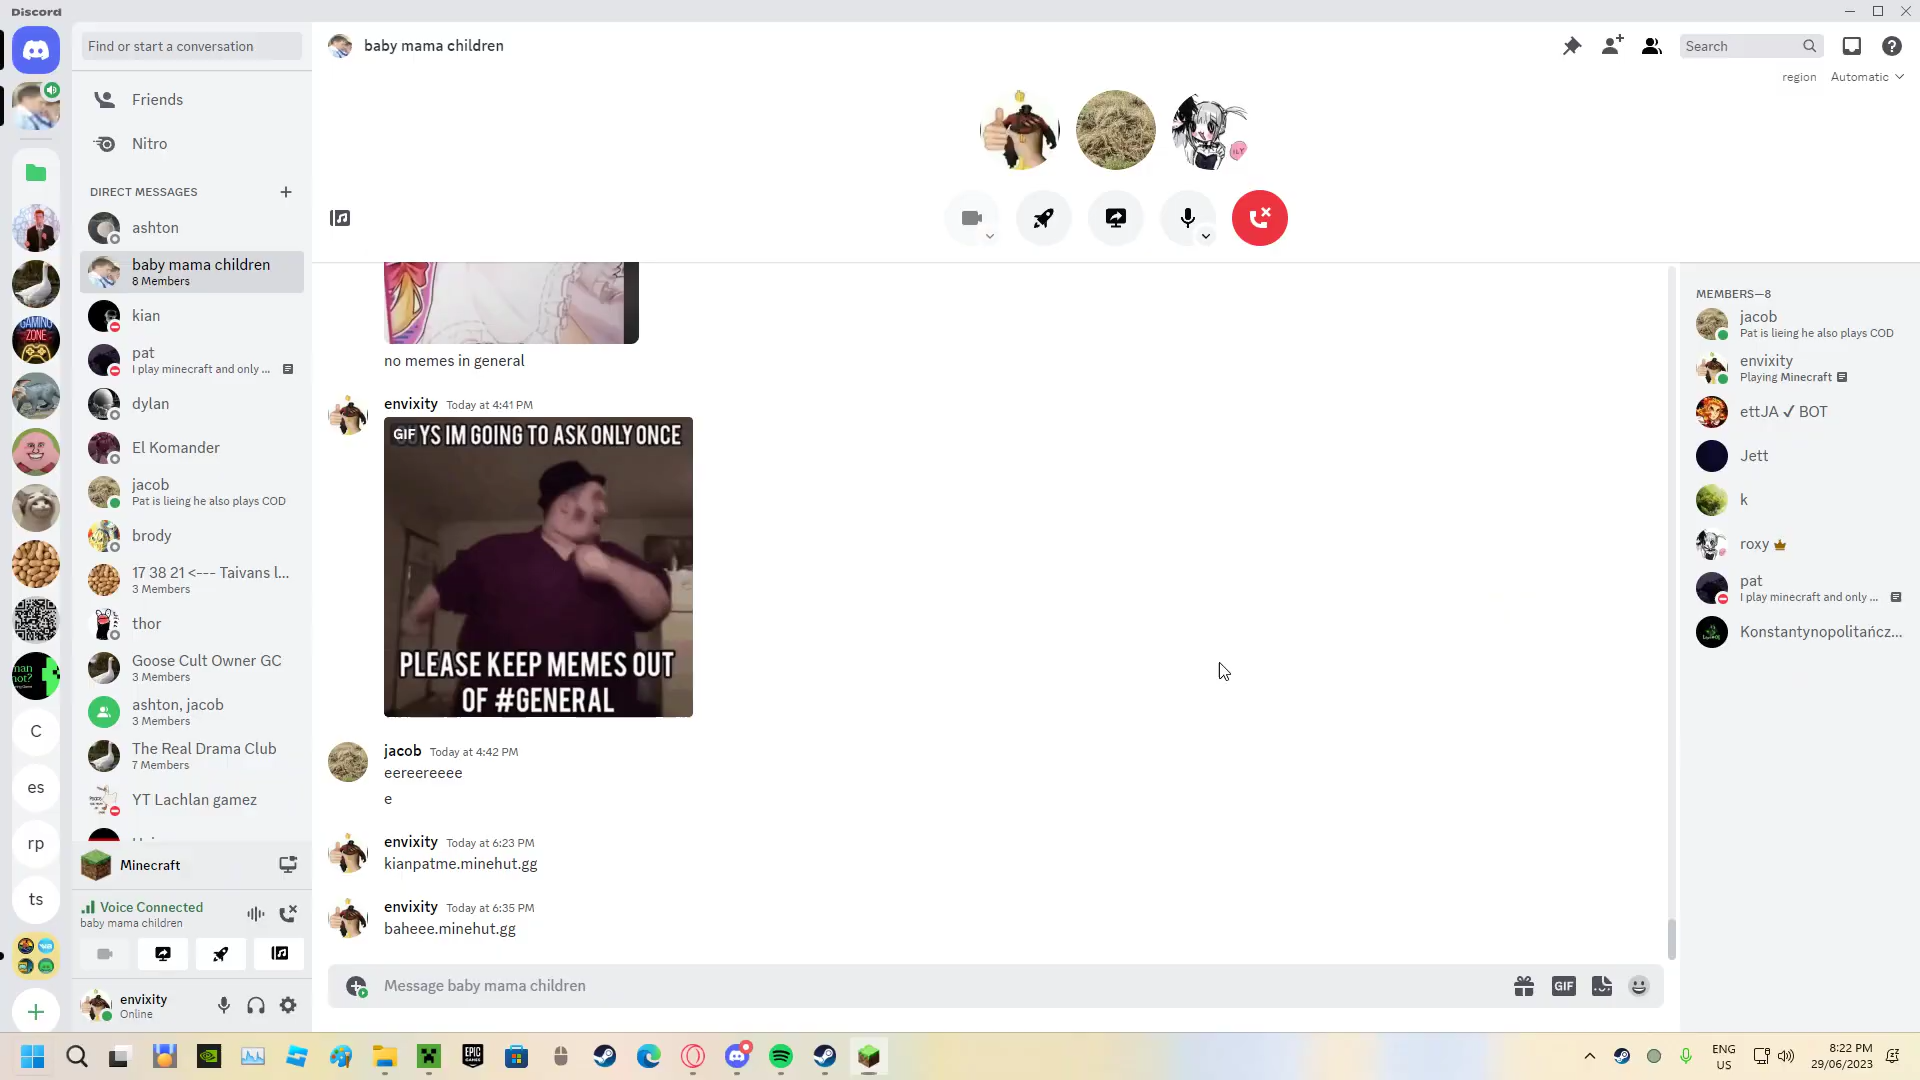 Discord
Find or start a conversation
Friends
Nitro
DIRECT MESSAGES
ashton
baby mama children
8 Members
kian
pat
I play minecraft and only ...
dylan
El Komander
jacob
Pat is lieing he also plays COD
brody
17 38 21 <--- Taivans l...
3 Members
thor
Goose Cult Owner GC
3 Members
ashton, jacob
3 Members
The Real Drama Club
7 Members
YT Lachlan gamez
Minecraft
Voice Connected
baby mama children
envixity
Online
GAMING
ZONE
C
es
rp
ts
baby mama children
Search
region Automatic
ILY
no memes in general
envixity Today at 4:41 PM
GIF
YS IM GOING TO ASK ONLY ONCE
PLEASE KEEP MEMES OUT
OF #GENERAL
jacob Today at 4:42 PM
eereereeee
e
envixity Today at 6:23 PM
kianpatme.minehut.gg
envixity Today at 6:35 PM
baheee.minehut.gg
Message baby mama children
GIF
MEMBERS—8
jacob
Pat is lieing he also plays COD
envixity
Playing Minecraft
ettJA ✓ BOT
Jett
k
roxy
pat
I play minecraft and only ...
Konstantynopolitańcz...
EPIC
GAMES
ENG
US
8:22 PM
29/06/2023